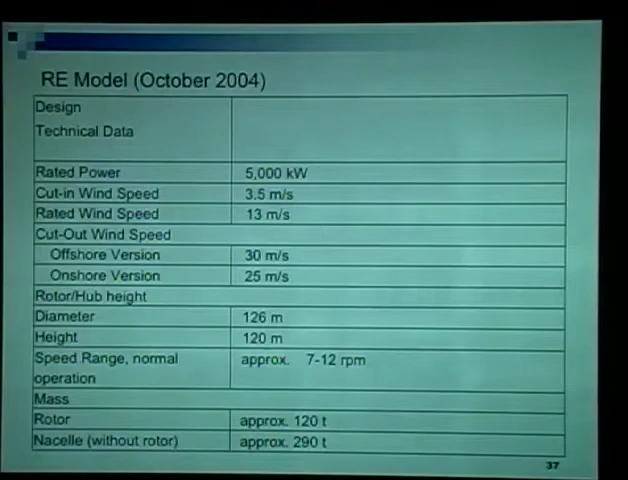 RE Model (October 2004)
Design
Technical Data
Rated Power 5,000 kW
Cut-in Wind Speed 3.5 m/s
Rated Wind Speed 13 m/s
Cut-Out Wind Speed
Offshore Version 30 m/s
Onshore Version 25 m/s
Rotor/Hub height
Diameter 126 m
Height 120 m
Speed Range, normal approx. 7-12 rpm
operation
Mass
Rotor approx. 120 t
Nacelle (without rotor) approx. 290 t
37